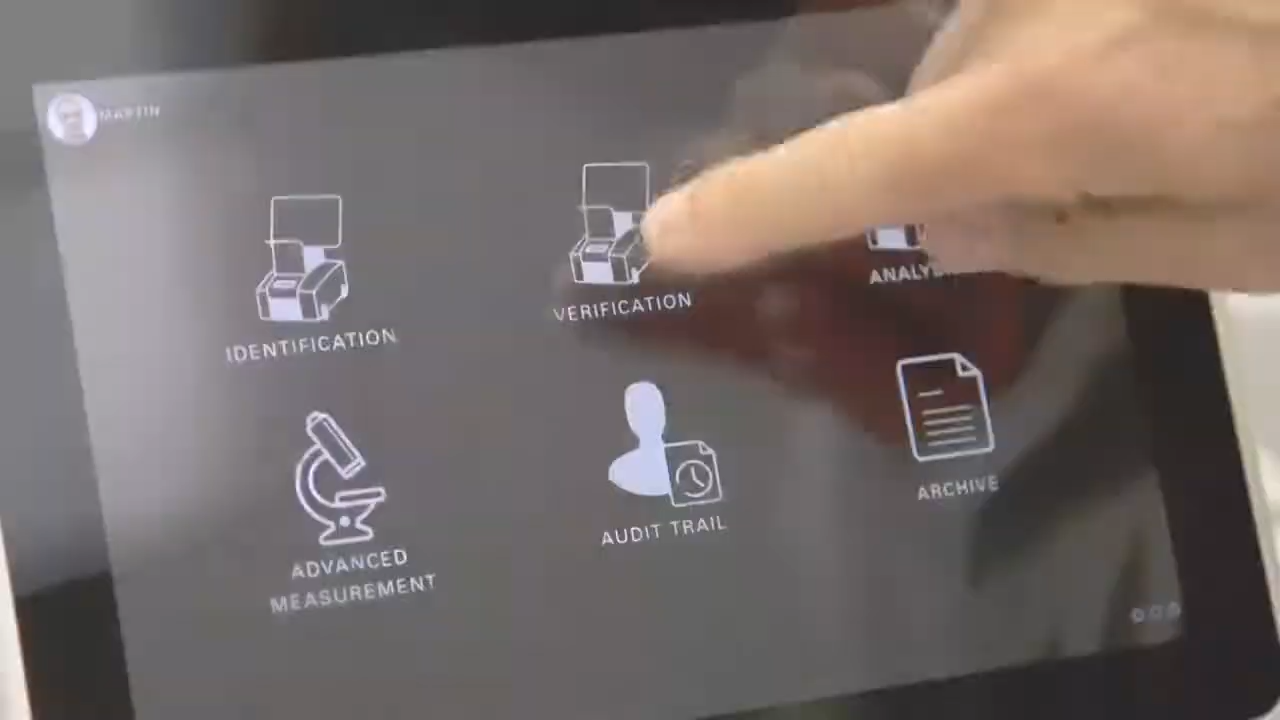 MARTIN
IDENTIFICATION
VERIFICATION
ADVANCED
MEASUREMENT
AUDIT TRAIL
ARCHIVE